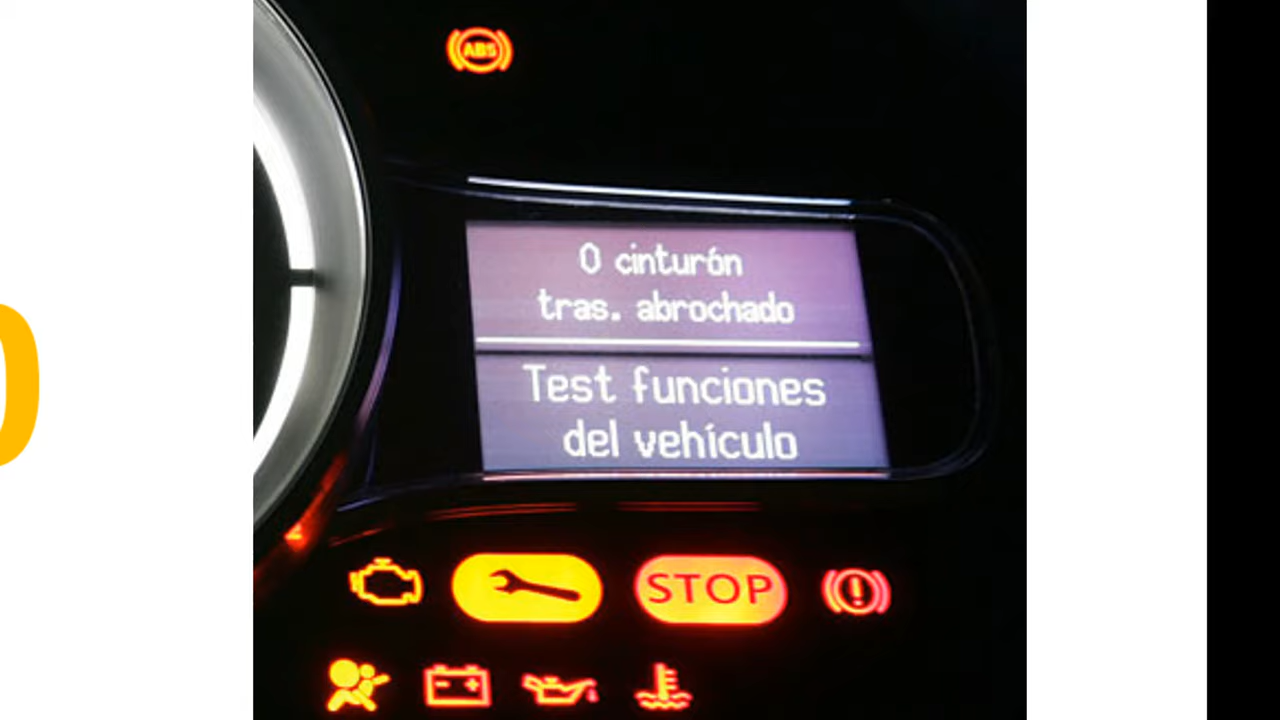 ABS
0 cinturón
tras. abrochado
Test funciones
del vehículo
STOP